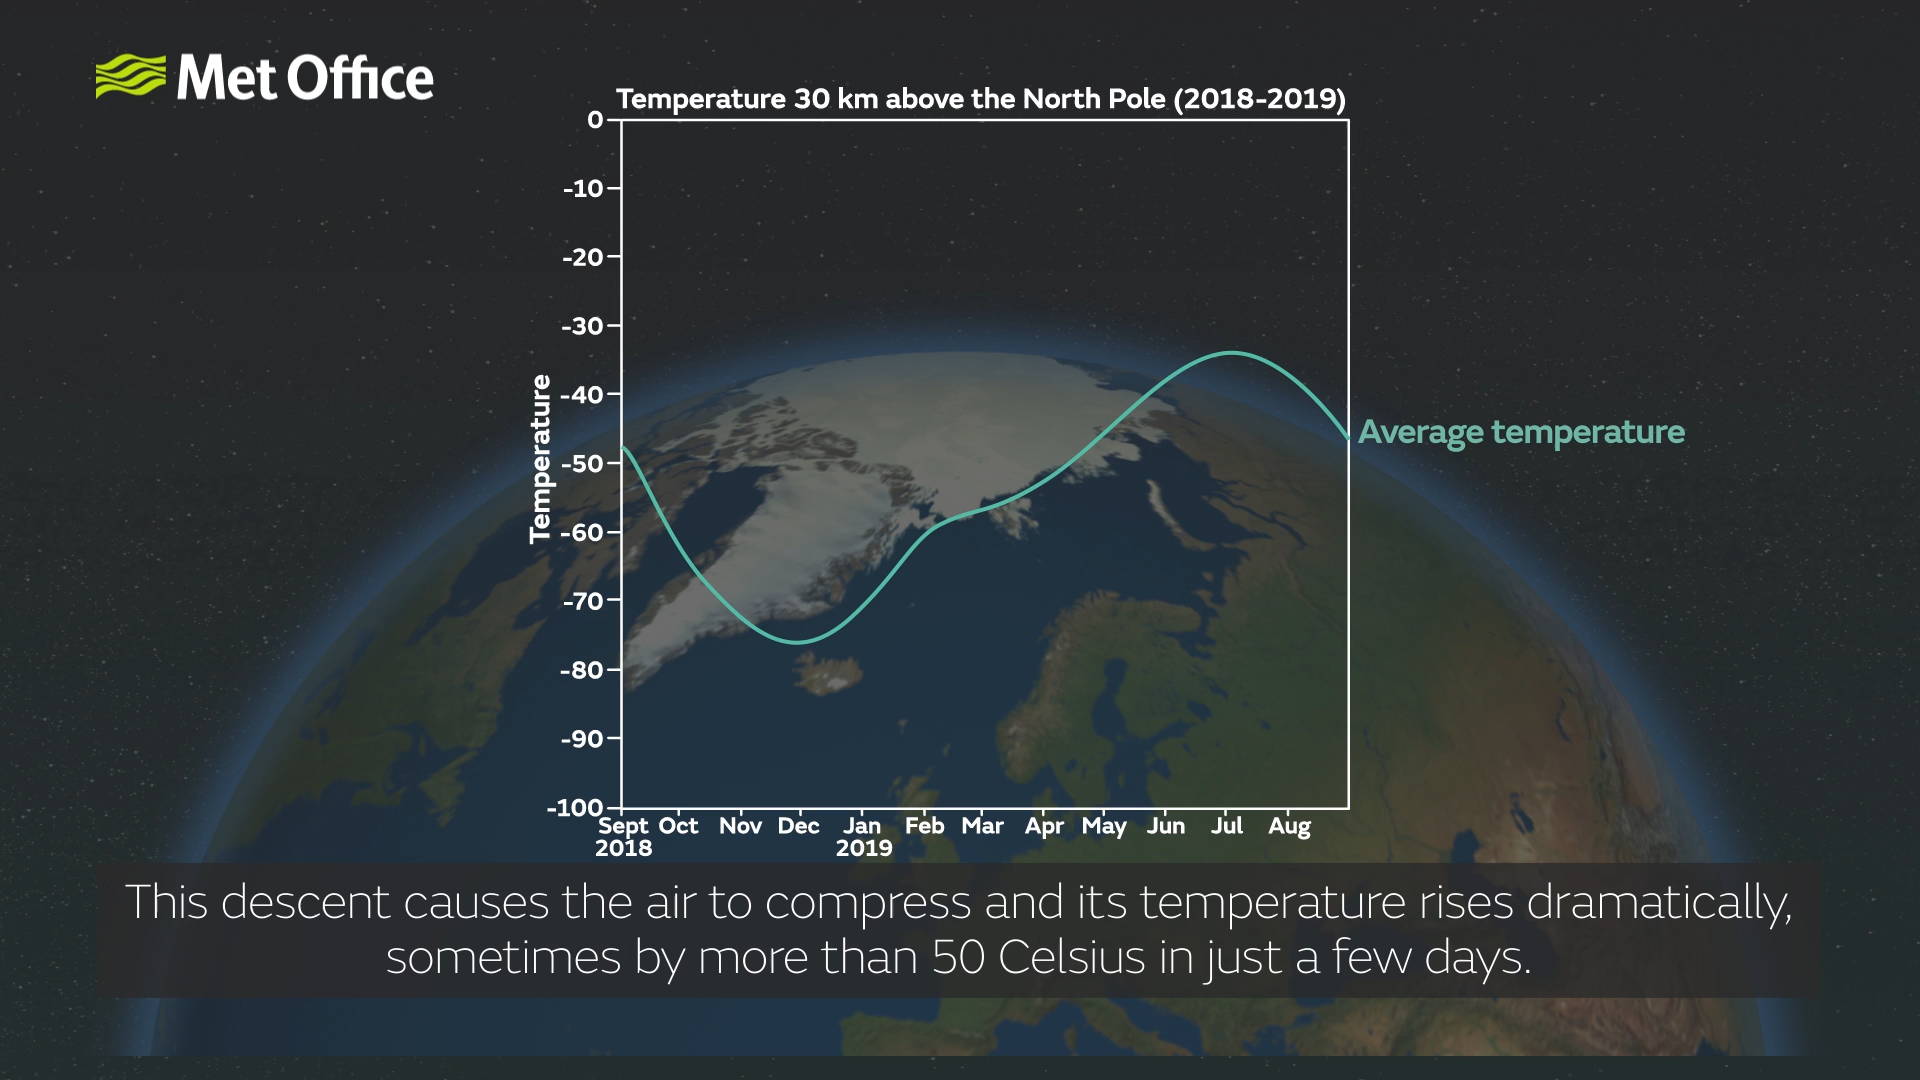 Met Office
Temperature 30 km above the North Pole (2018-2019)
0
-10
-20
-30
-40
-50
-60
-70
-80
-90
-100
Temperature
Average temperature
Sept Oct Nov Dec Jan Feb Mar Apr May Jun Jul Aug
2018 2019
This descent causes the air to compress and its temperature rises dramatically,
sometimes by more than 50 Celsius in just a few days.